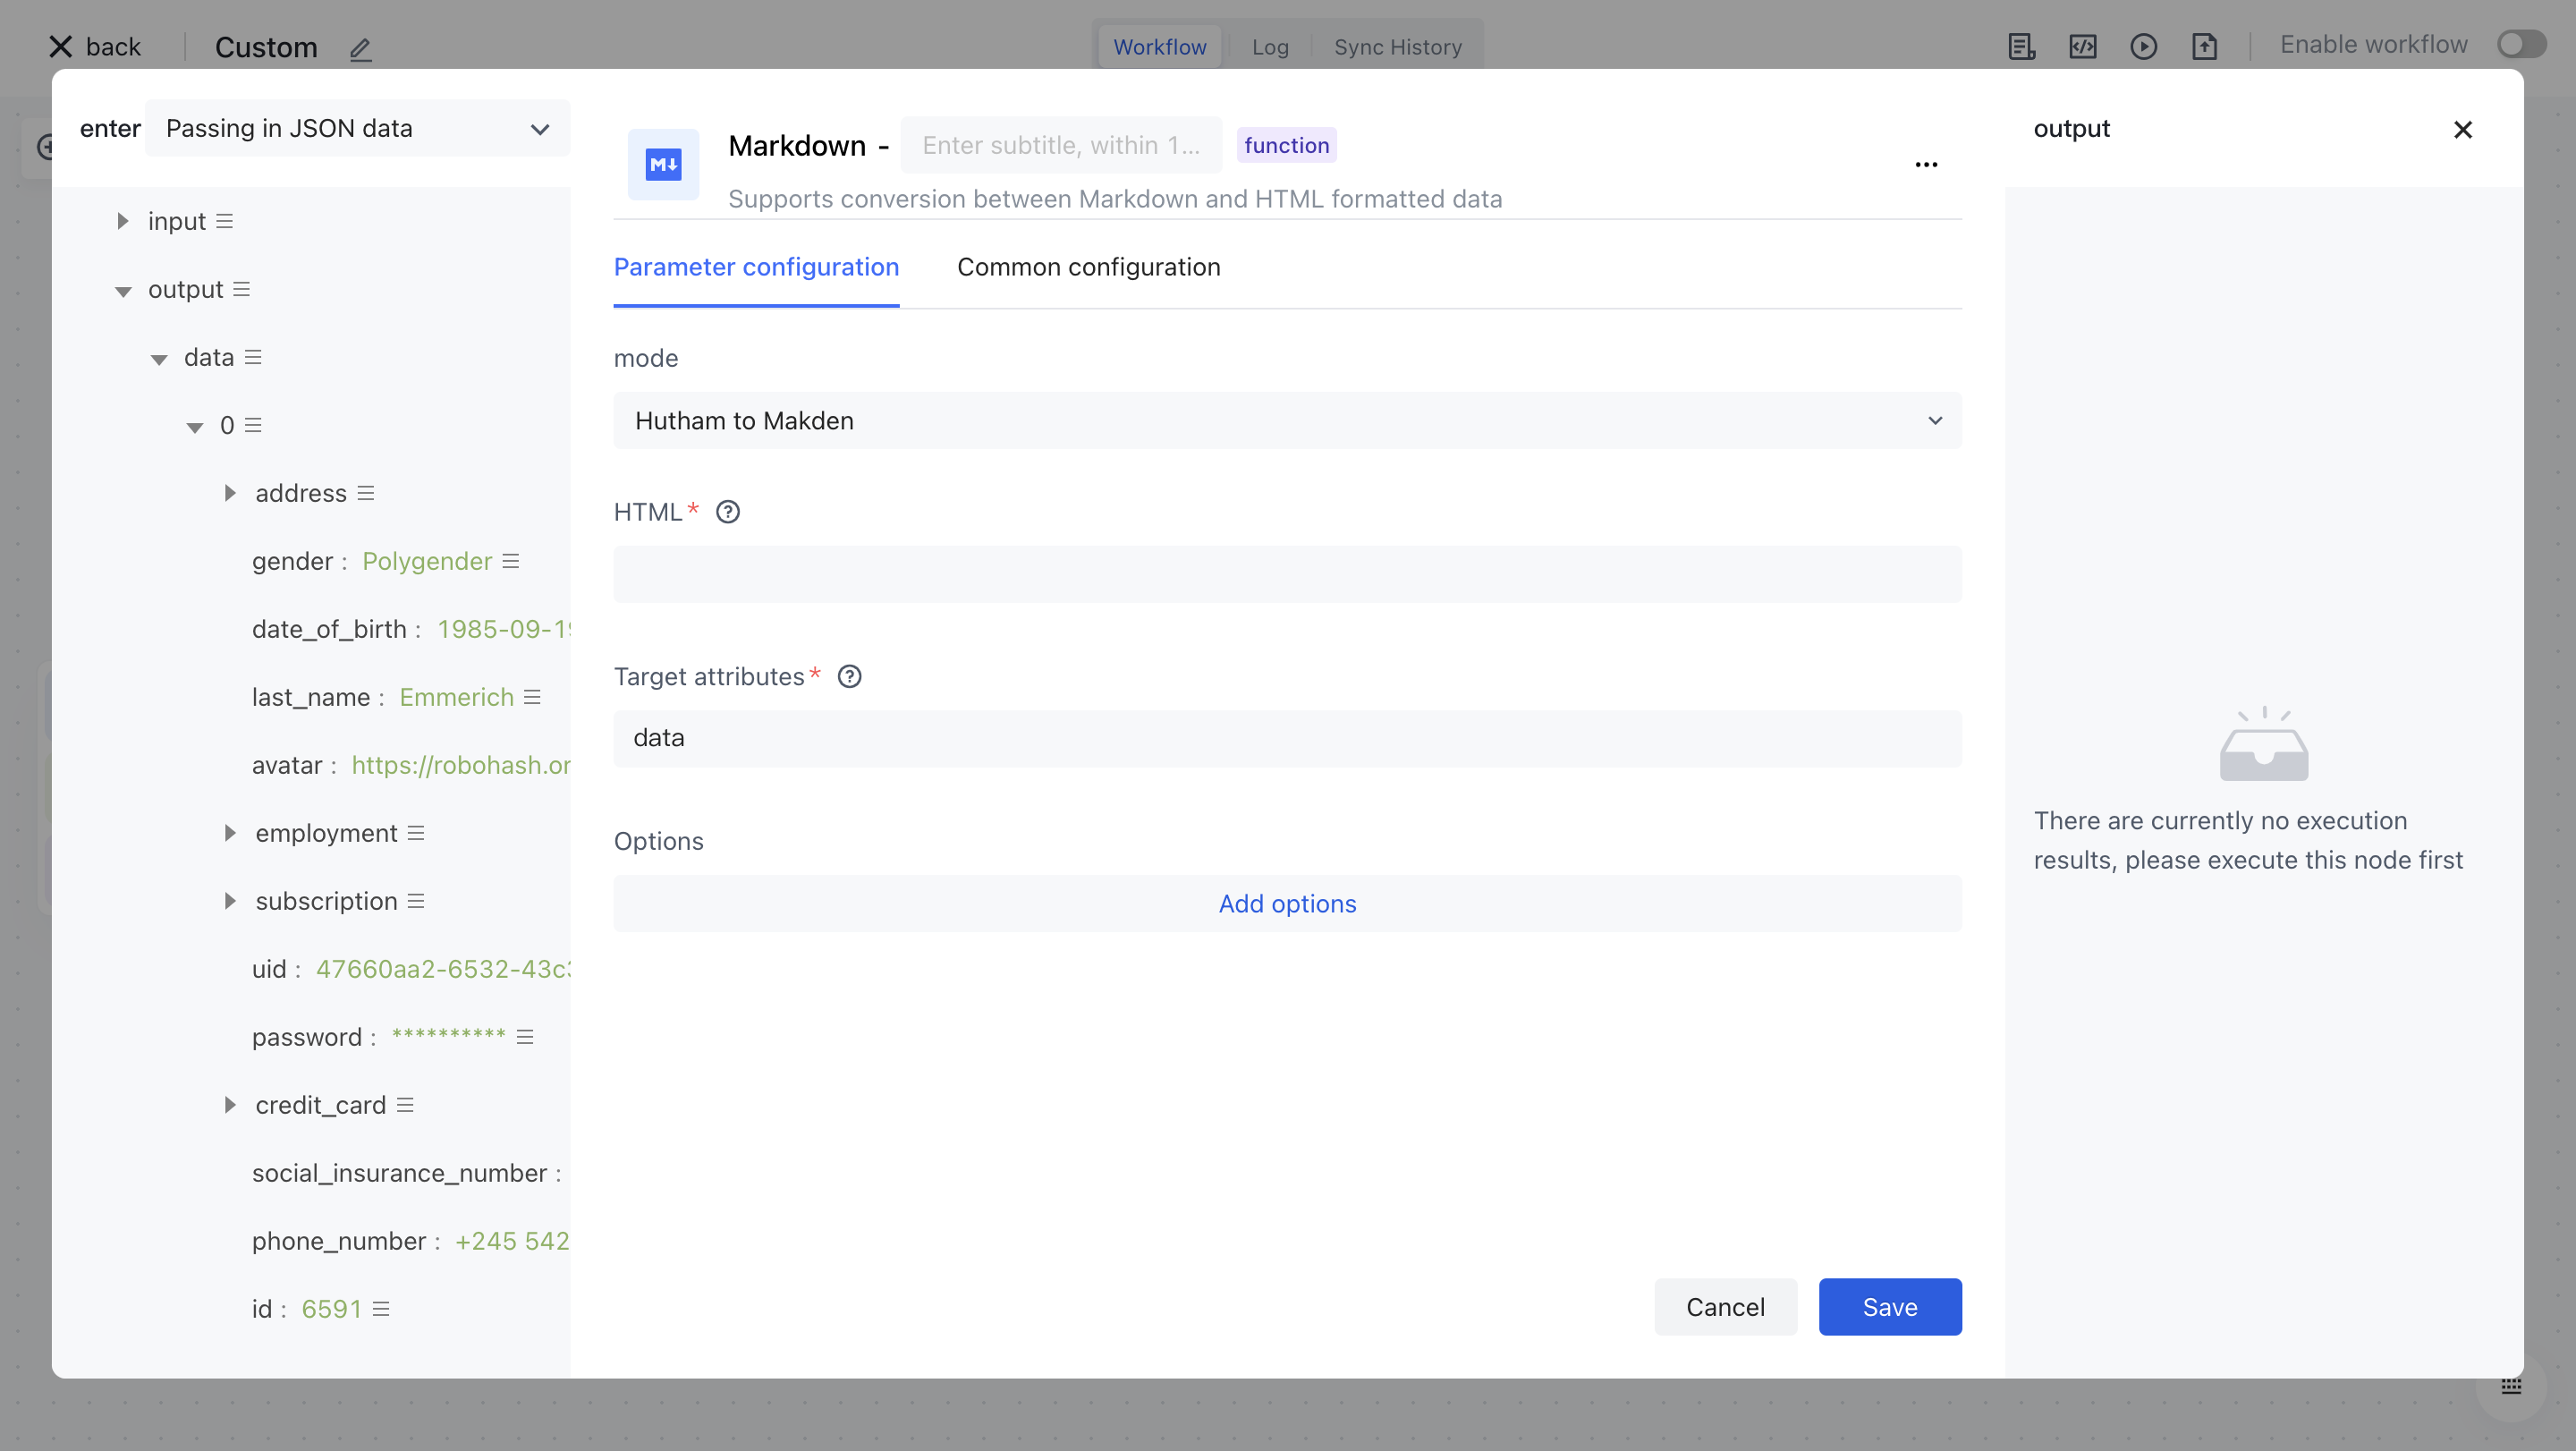 back
Custom
Workflow
Log
Sync History
Enable workflow
enter
Passing in JSON data
input
output
data
0
address
gender : Polygender
date_of_birth : 1985-09-19
last_name : Emmerich
avatar : https://robohash.or
employment
subscription
uid : 47660aa2-6532-43c3
password : **********
credit_card
social_insurance_number :
phone_number : +245 542
id : 6591
M↓
Markdown -
Enter subtitle, within 1...
function
Supports conversion between Markdown and HTML formatted data
Parameter configuration
Common configuration
mode
Hutham to Makden
HTML*
Target attributes*
data
Options
Add options
Cancel
Save
output
There are currently no execution
results, please execute this node first